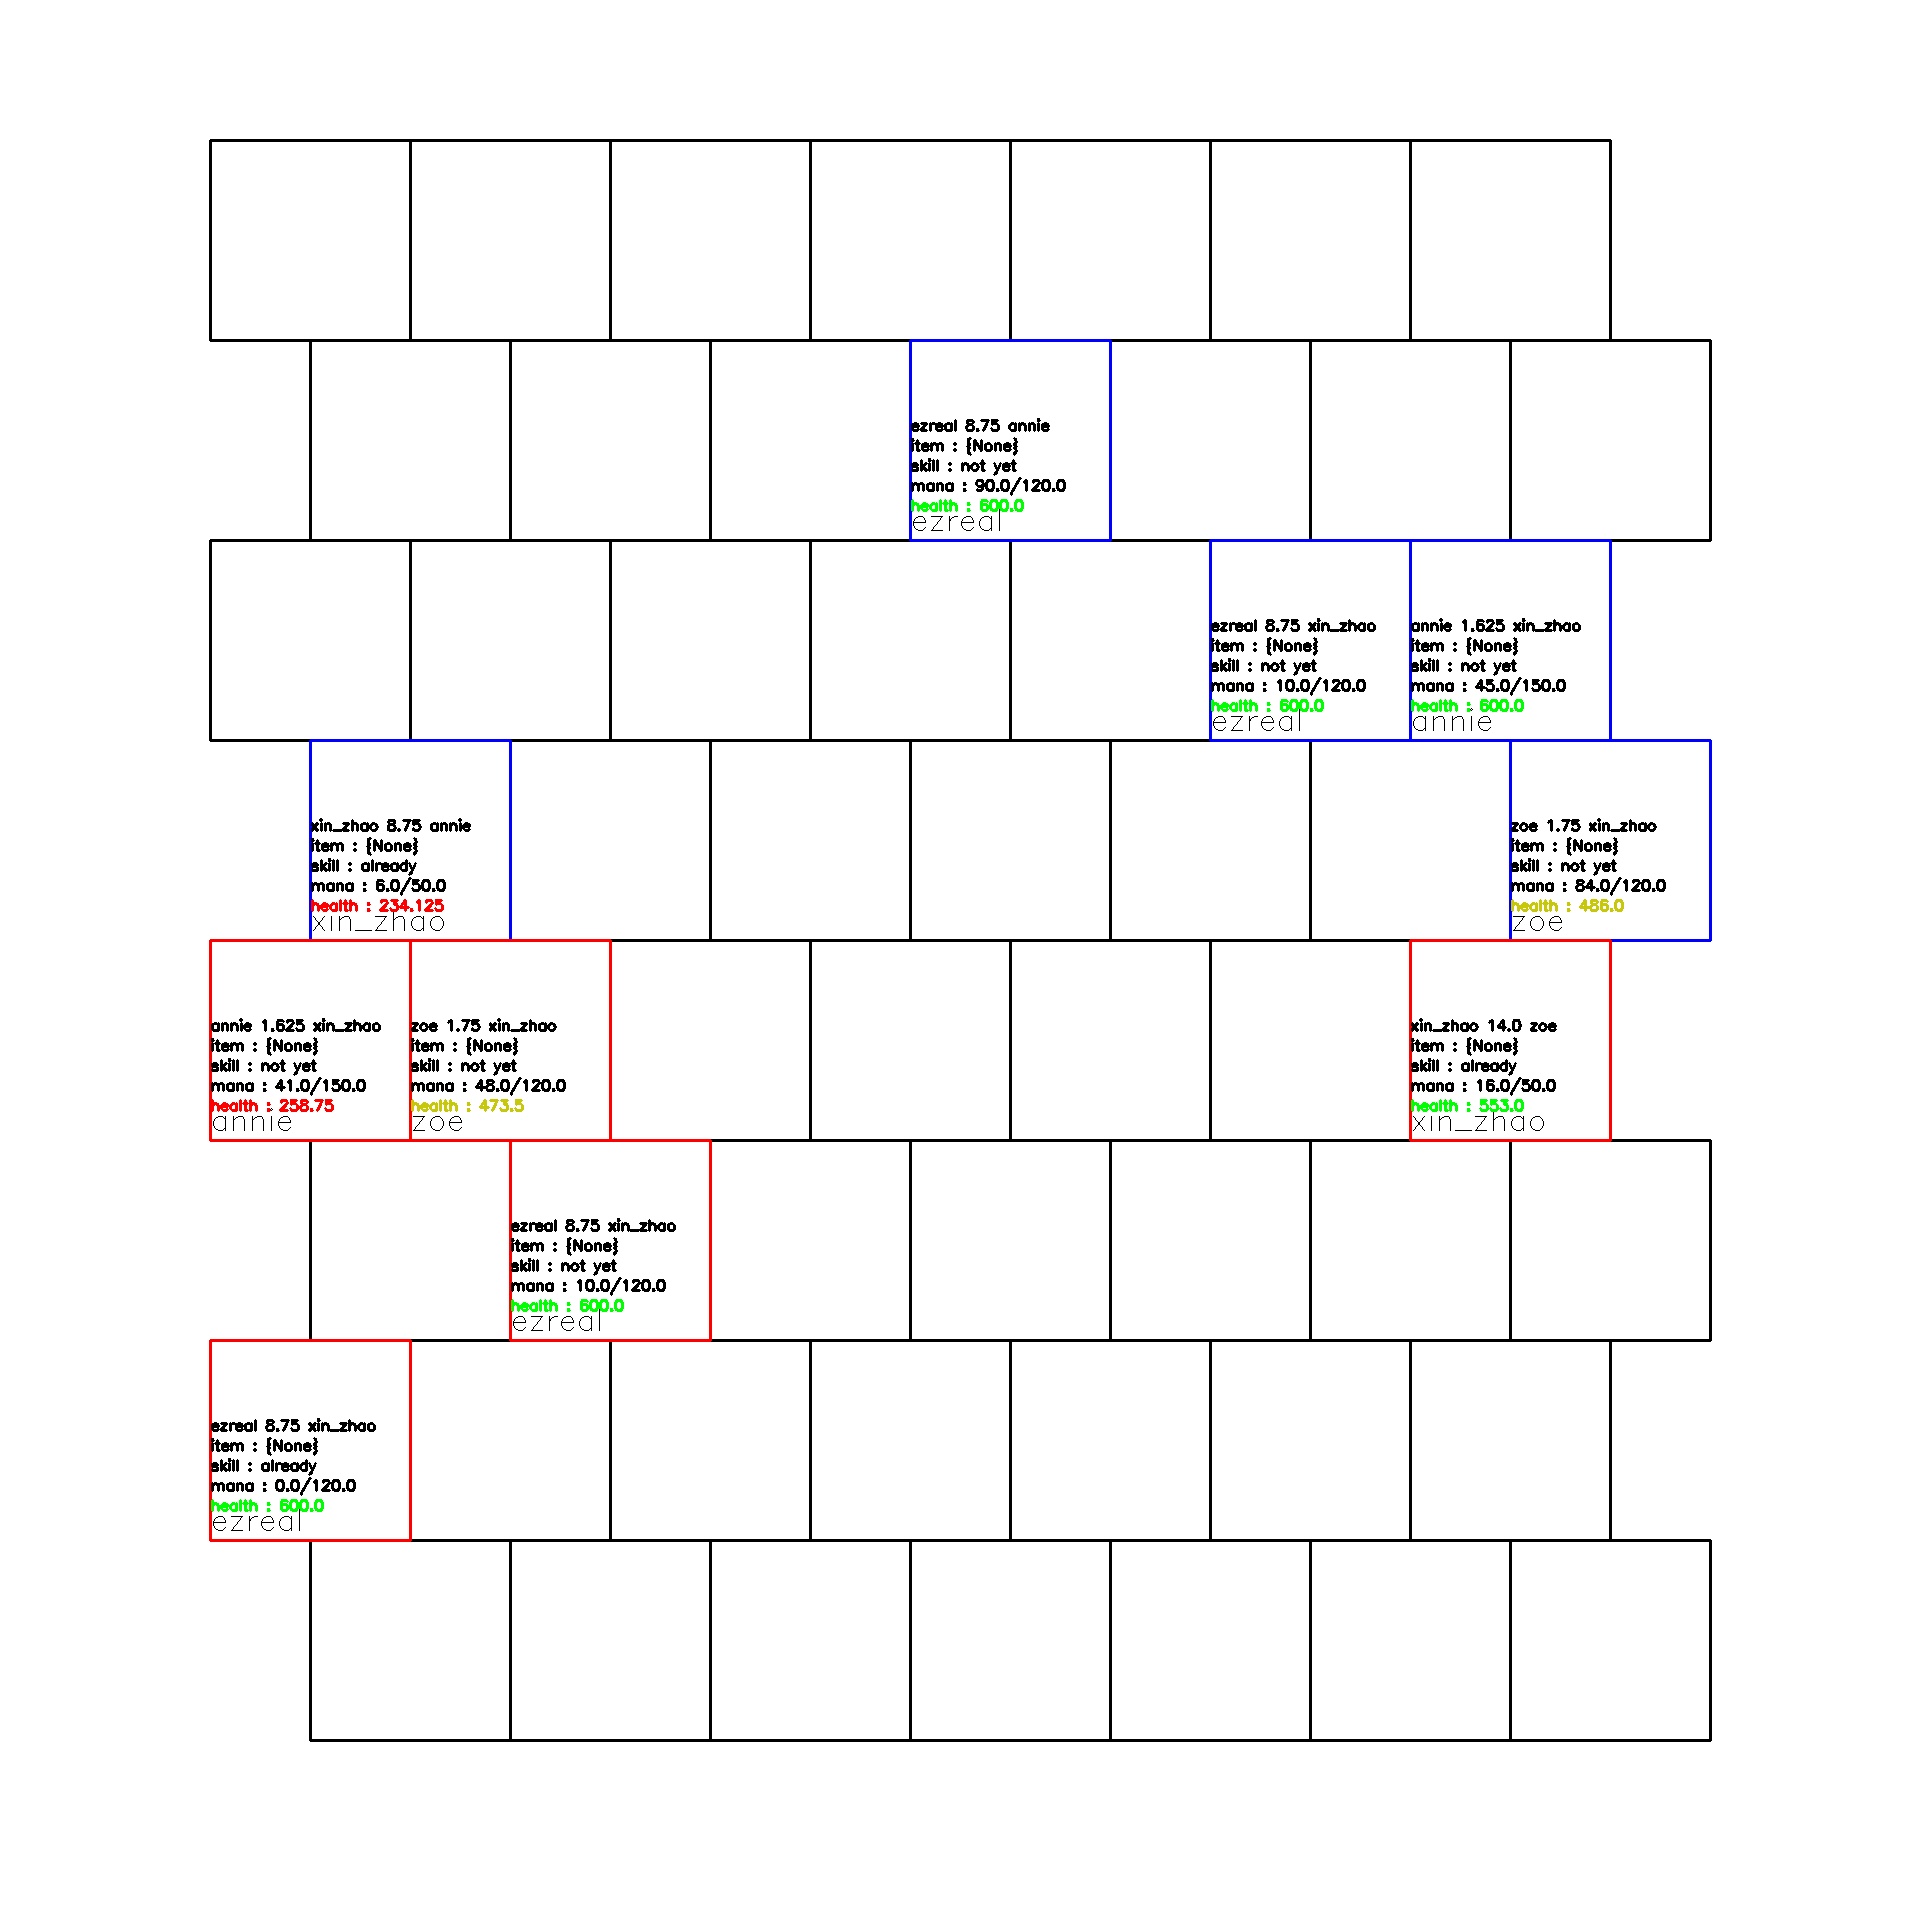 ezreal 8.75 annie
item : {None}
skill : not yet
mana : 90.0/120.0
health : 600.0
ezreal
ezreal 8.75 xin_zhao
item : {None}
skill : not yet
mana : 10.0/120.0
health : 600.0
ezreal
annie 1.625 xin_zhao
item : {None}
skill : not yet
mana : 45.0/150.0
health : 600.0
annie
xin_zhao 8.75 annie
item : {None}
skill : already
mana : 6.0/50.0
health : 234.125
xin_zhao
zoe 1.75 xin_zhao
item : {None}
skill : not yet
mana : 84.0/120.0
health : 486.0
zoe
annie 1.625 xin_zhao
item : {None}
skill : not yet
mana : 41.0/150.0
health : 258.75
annie
zoe 1.75 xin_zhao
item : {None}
skill : not yet
mana : 48.0/120.0
health : 473.5
zoe
xin_zhao 14.0 zoe
item : {None}
skill : already
mana : 16.0/50.0
health : 553.0
xin_zhao
ezreal 8.75 xin_zhao
item : {None}
skill : not yet
mana : 10.0/120.0
health : 600.0
ezreal
ezreal 8.75 xin_zhao
item : {None}
skill : already
mana : 0.0/120.0
health : 600.0
ezreal